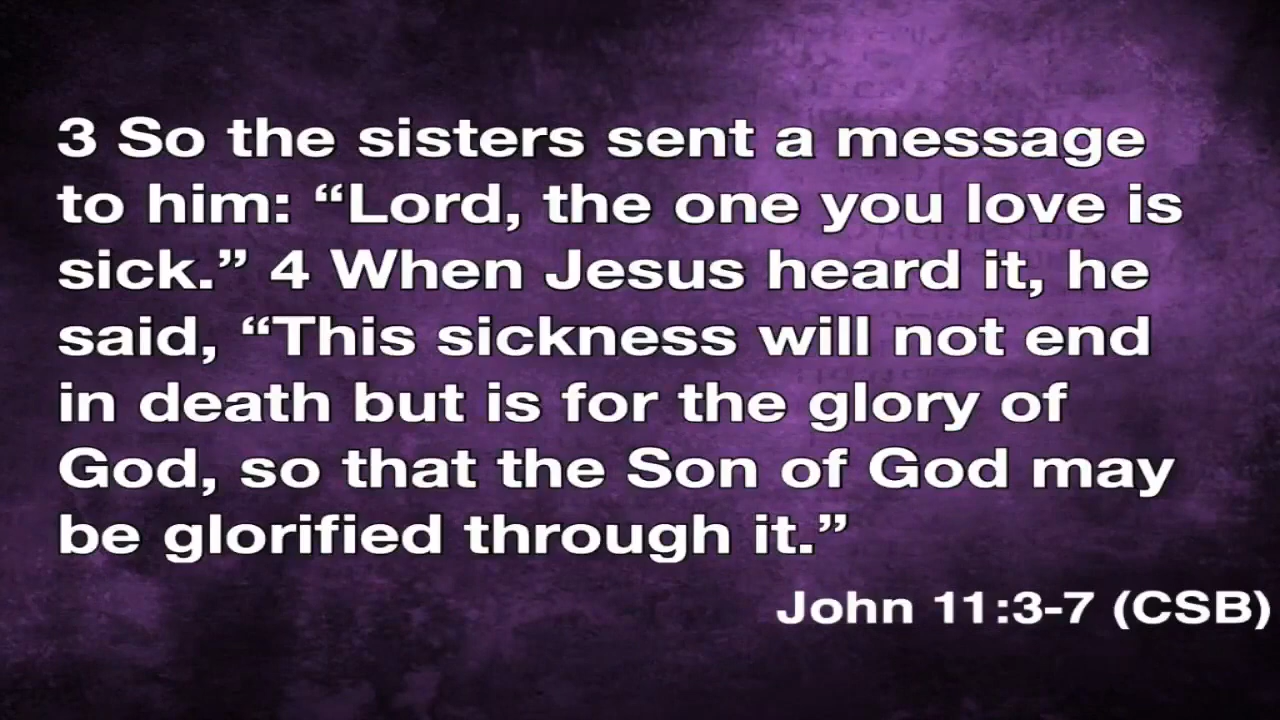 3 So the sisters sent a message
to him: “Lord, the one you love is
sick.” 4 When Jesus heard it, he
said, “This sickness will not end
in death but is for the glory of
God, so that the Son of God may
be glorified through it.”
John 11:3-7 (CSB)